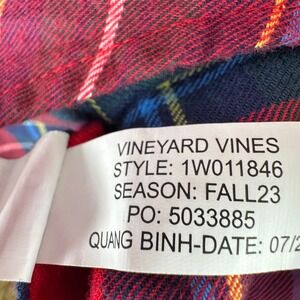 VINEYARD VINES
STYLE: 1W011846
SEASON: FALL23
PO: 5033885
QUANG BINH-DATE: 07/2